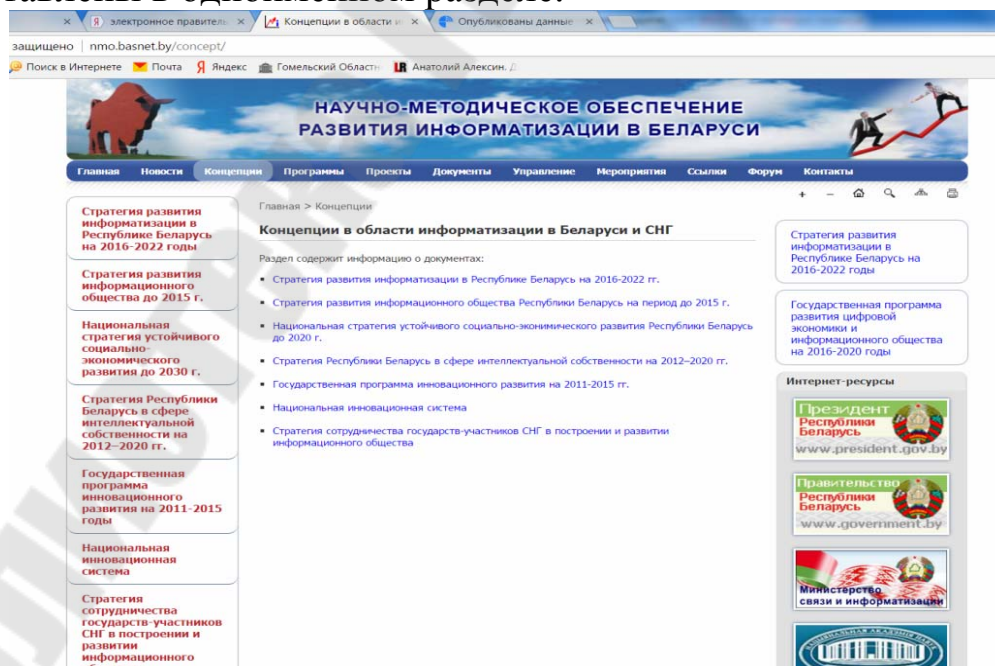 тавлены в одноименном разделе.
электронное правитель
Концепции в области и
Опубликованы данные
защищено | nmo.basnet.by/concept/
Поиск в Интернете Почта Яндекс Гомельский Област Анатолий Алексин.
НАУЧНО-МЕТОДИЧЕСКОЕ ОБЕСПЕЧЕНИЕ
РАЗВИТИЯ ИНФОРМАТИЗАЦИИ В БЕЛАРУСИ
Главная Новости Концепции Программы Проекты Документы Управление Мероприятия Ссылки Форум Контакты
Стратегия развития
информатизации в
Республике Беларусь
на 2016-2022 годы
Стратегия развития
информационного
общества до 2015 г.
Национальная
стратегия устойчивого
социально-
экономического
развития до 2030 г.
Стратегия Республики
Беларусь в сфере
интеллектуальной
собственности на
2012–2020 гг.
Государственная
программа
инновационного
развития на 2011-2015
годы
Национальная
инновационная
система
Стратегия
сотрудничества
государств-участников
СНГ в построении и
развитии
информационного
Главная > Концепции
Концепции в области информатизации в Беларуси и СНГ
Раздел содержит информацию о документах:
Стратегия развития информатизации в Республике Беларусь на 2016-2022 гг.
Стратегия развития информационного общества Республики Беларусь на период до 2015 г.
Национальная стратегия устойчивого социально-экономического развития Республики Беларусь
до 2020 г.
Стратегия Республики Беларусь в сфере интеллектуальной собственности на 2012–2020 гг.
Государственная программа инновационного развития на 2011-2015 гг.
Национальная инновационная система
Стратегия сотрудничества государств-участников СНГ в построении и развитии
информационного общества
Стратегия развития
информатизации в
Республике Беларусь на
2016-2022 годы
Государственная программа
развития цифровой
экономики и
информационного общества
на 2016-2020 годы
Интернет-ресурсы
Президент
Республики
Беларусь
www.president.gov.by
Правительство
Республики
Беларусь
www.government.by
Министерство
связи и информатизации